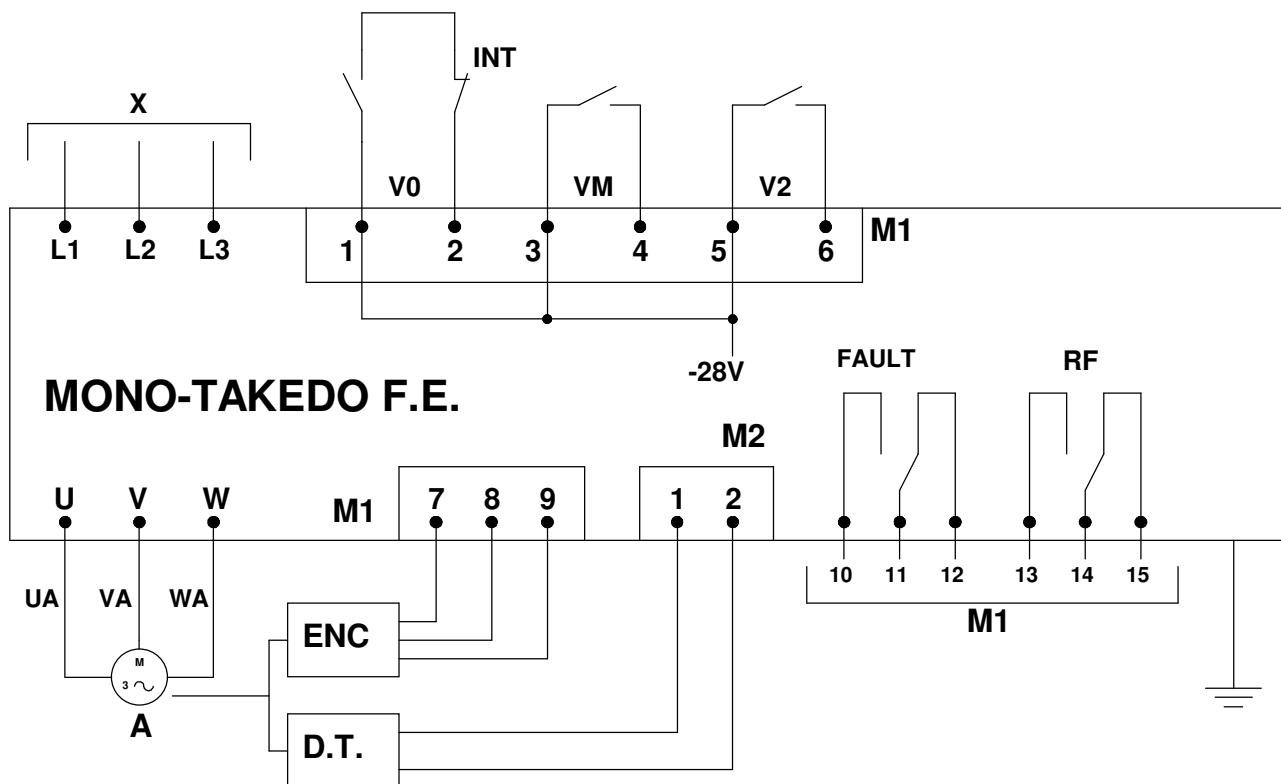 INT
X
V0
VM
V2
L1 L2 L3
1 2 3 4 5 6
M1
-28V
FAULT
RF
MONO-TAKEDO F.E.
M2
U V W
M1
7 8 9
1 2
10 11 12 13 14 15
M1
UA VA WA
ENC
M
3
A
D.T.